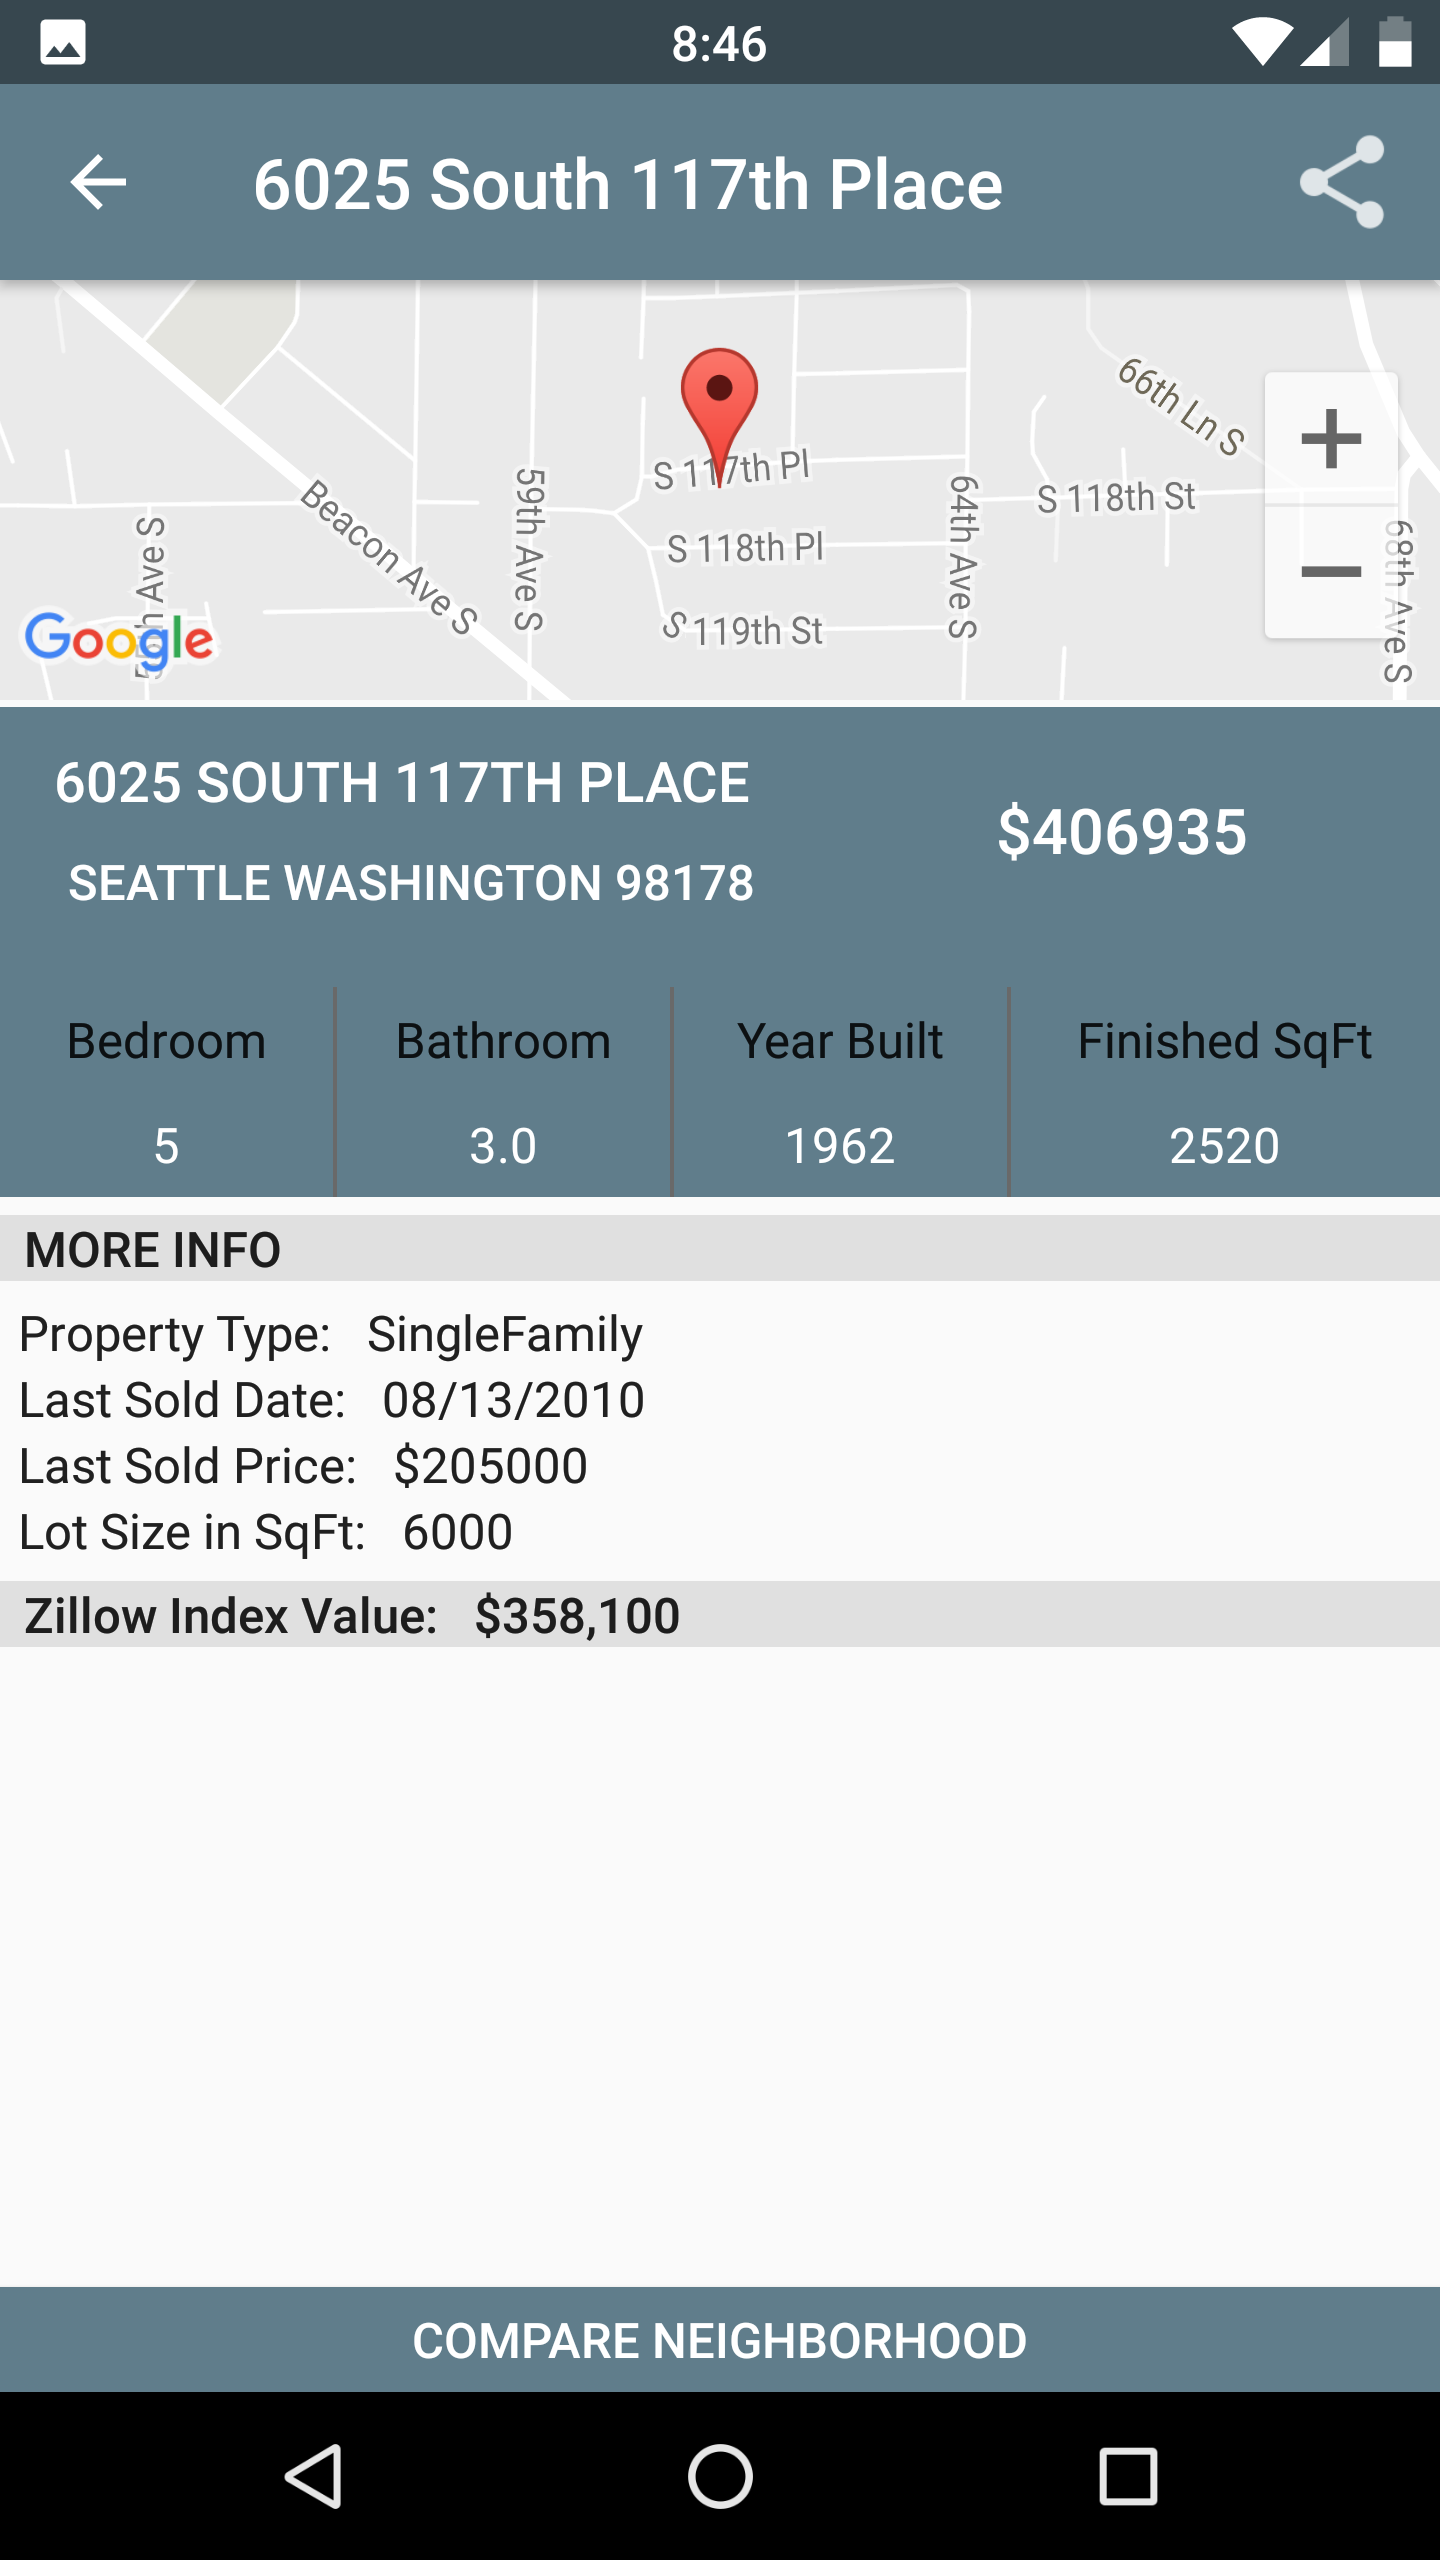 8:46
6025 South 117th Place
66th Ln S
S 117th Pl
59th Ave S
64th Ave S
S 118th St
Beacon Ave S
68th Ave S
S 118th Pl
Ave S
S 119th St
Google
6025 SOUTH 117TH PLACE
$406935
SEATTLE WASHINGTON 98178
Bedroom Bathroom Year Built Finished SqFt
5 3.0 1962 2520
MORE INFO
Property Type: SingleFamily
Last Sold Date: 08/13/2010
Last Sold Price: $205000
Lot Size in SqFt: 6000
Zillow Index Value: $358,100
COMPARE NEIGHBORHOOD